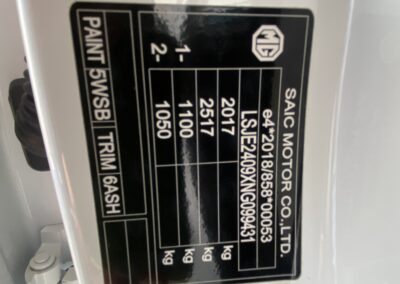 MG
SAIC MOTOR CO.,LTD.
e4*2018/858*00053
LSJE2409XNG099431
2017 kg
2517 kg
1- 1100 kg
2- 1050 kg
PAINT 5WSB TRIM 6ASH